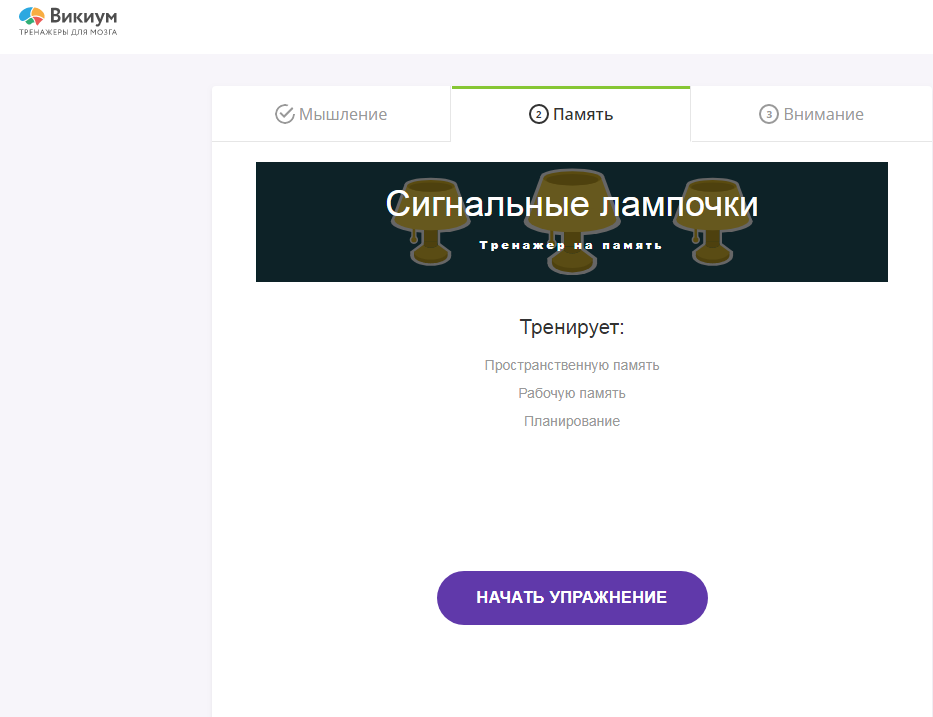 Викиум
ТРЕНАЖЕРЫ ДЛЯ МОЗГА
Мышление
2 Память
3 Внимание
Сигнальные лампочки
Тренажер на память
Тренирует:
Пространственную память
Рабочую память
Планирование
НАЧАТЬ УПРАЖНЕНИЕ